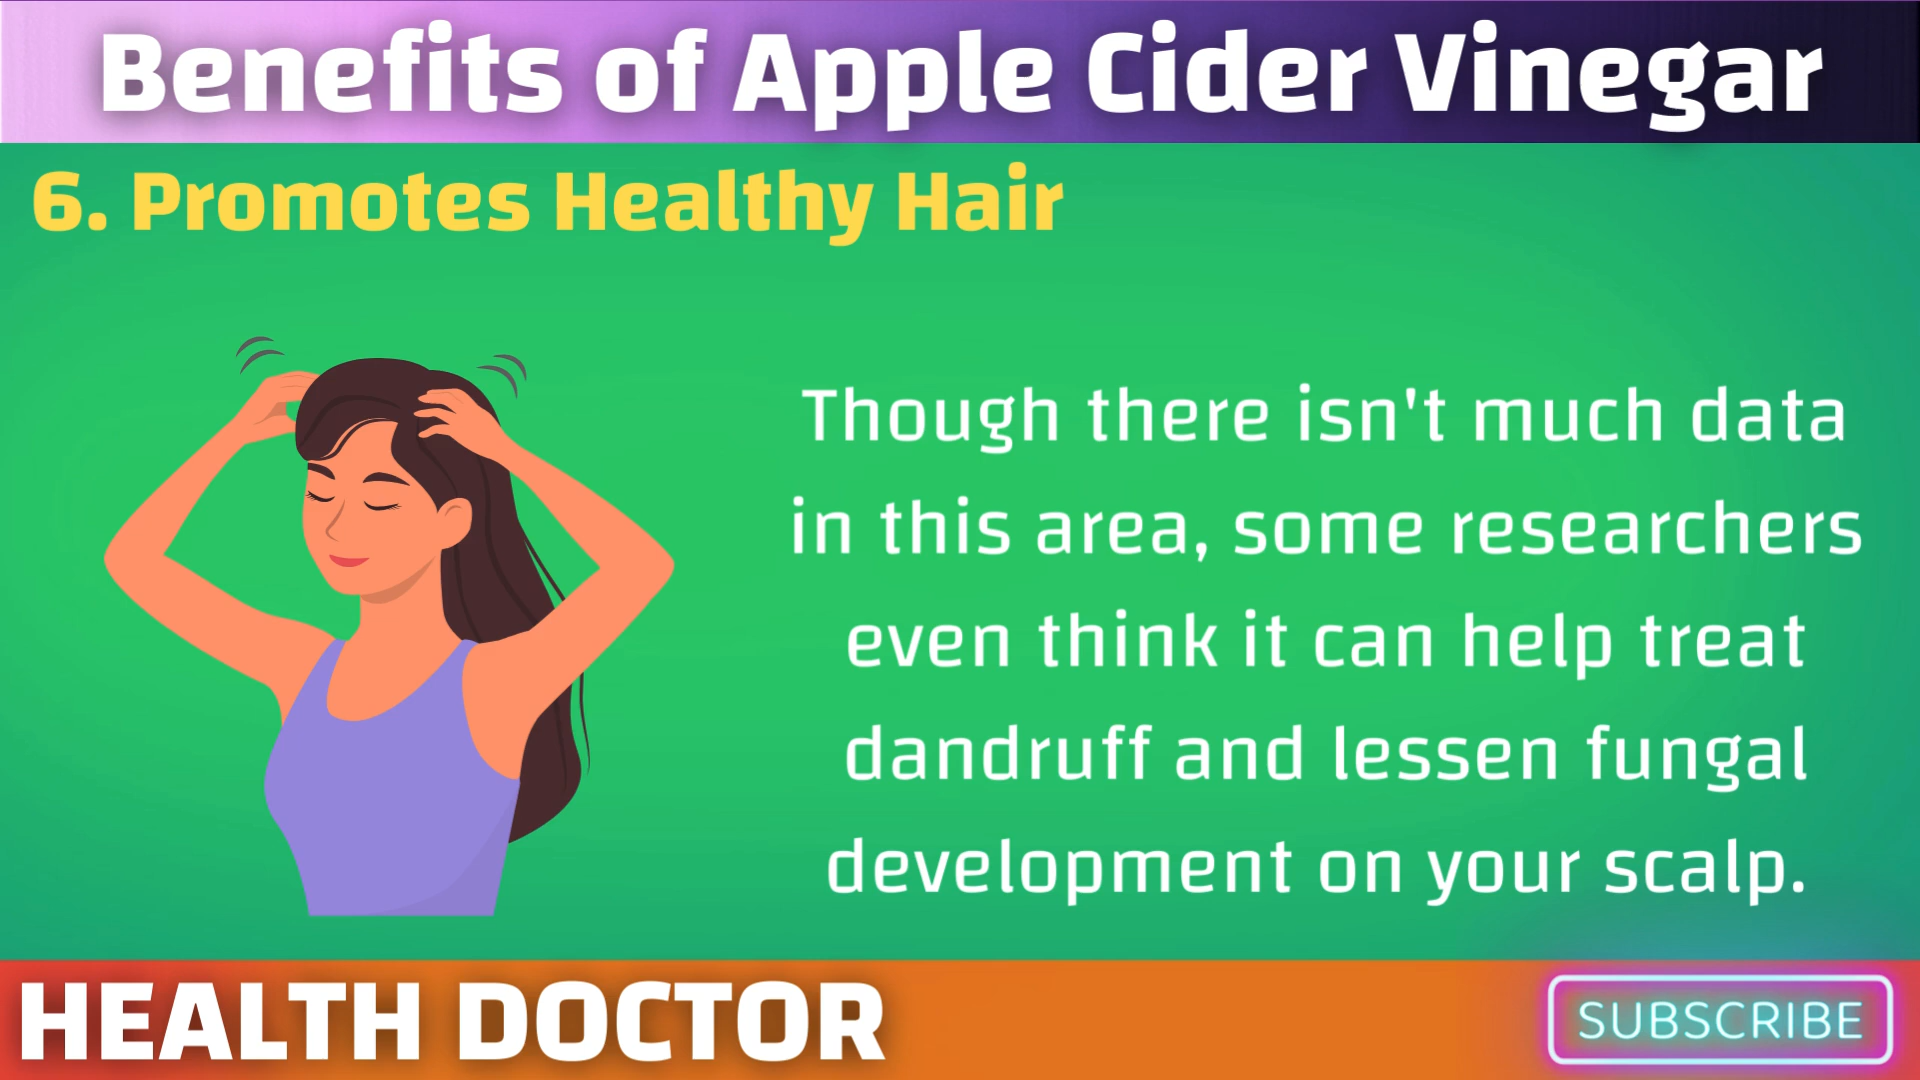 Benefits of Apple Cider Vinegar
6. Promotes Healthy Hair
Though there isn't much data
in this area, some researchers
even think it can help treat
dandruff and lessen fungal
development on your scalp.
HEALTH DOCTOR
SUBSCRIBE